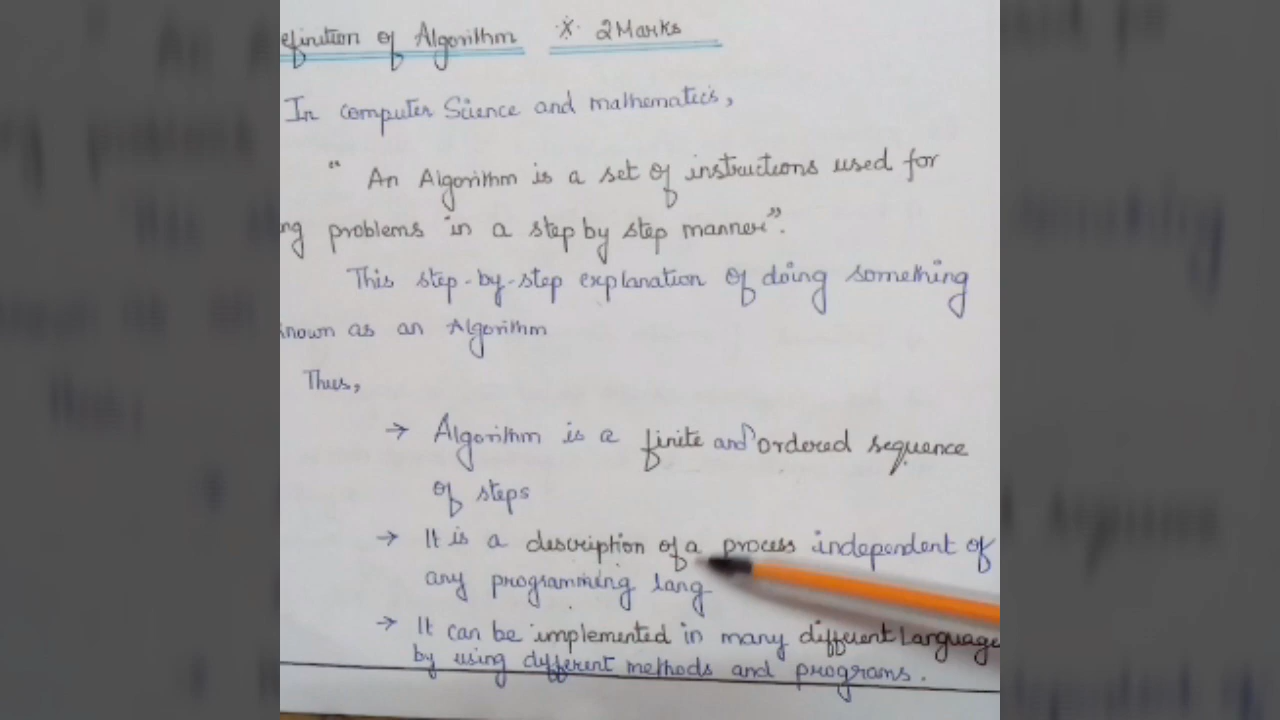 efinition of Algorithm * 2 Marks
In computer Science and mathematics,
" An Algorithm is a set of instructions used for
ng problems in a step by step manner".
This step-by-step explanation of doing something
known as an Algorithm
Thus,
→ Algorithm is a finite and ordered sequence
of steps
→ It is a description of a process independent of
any programming lang
→ It can be implemented in many different Language
by using different methods and programs.